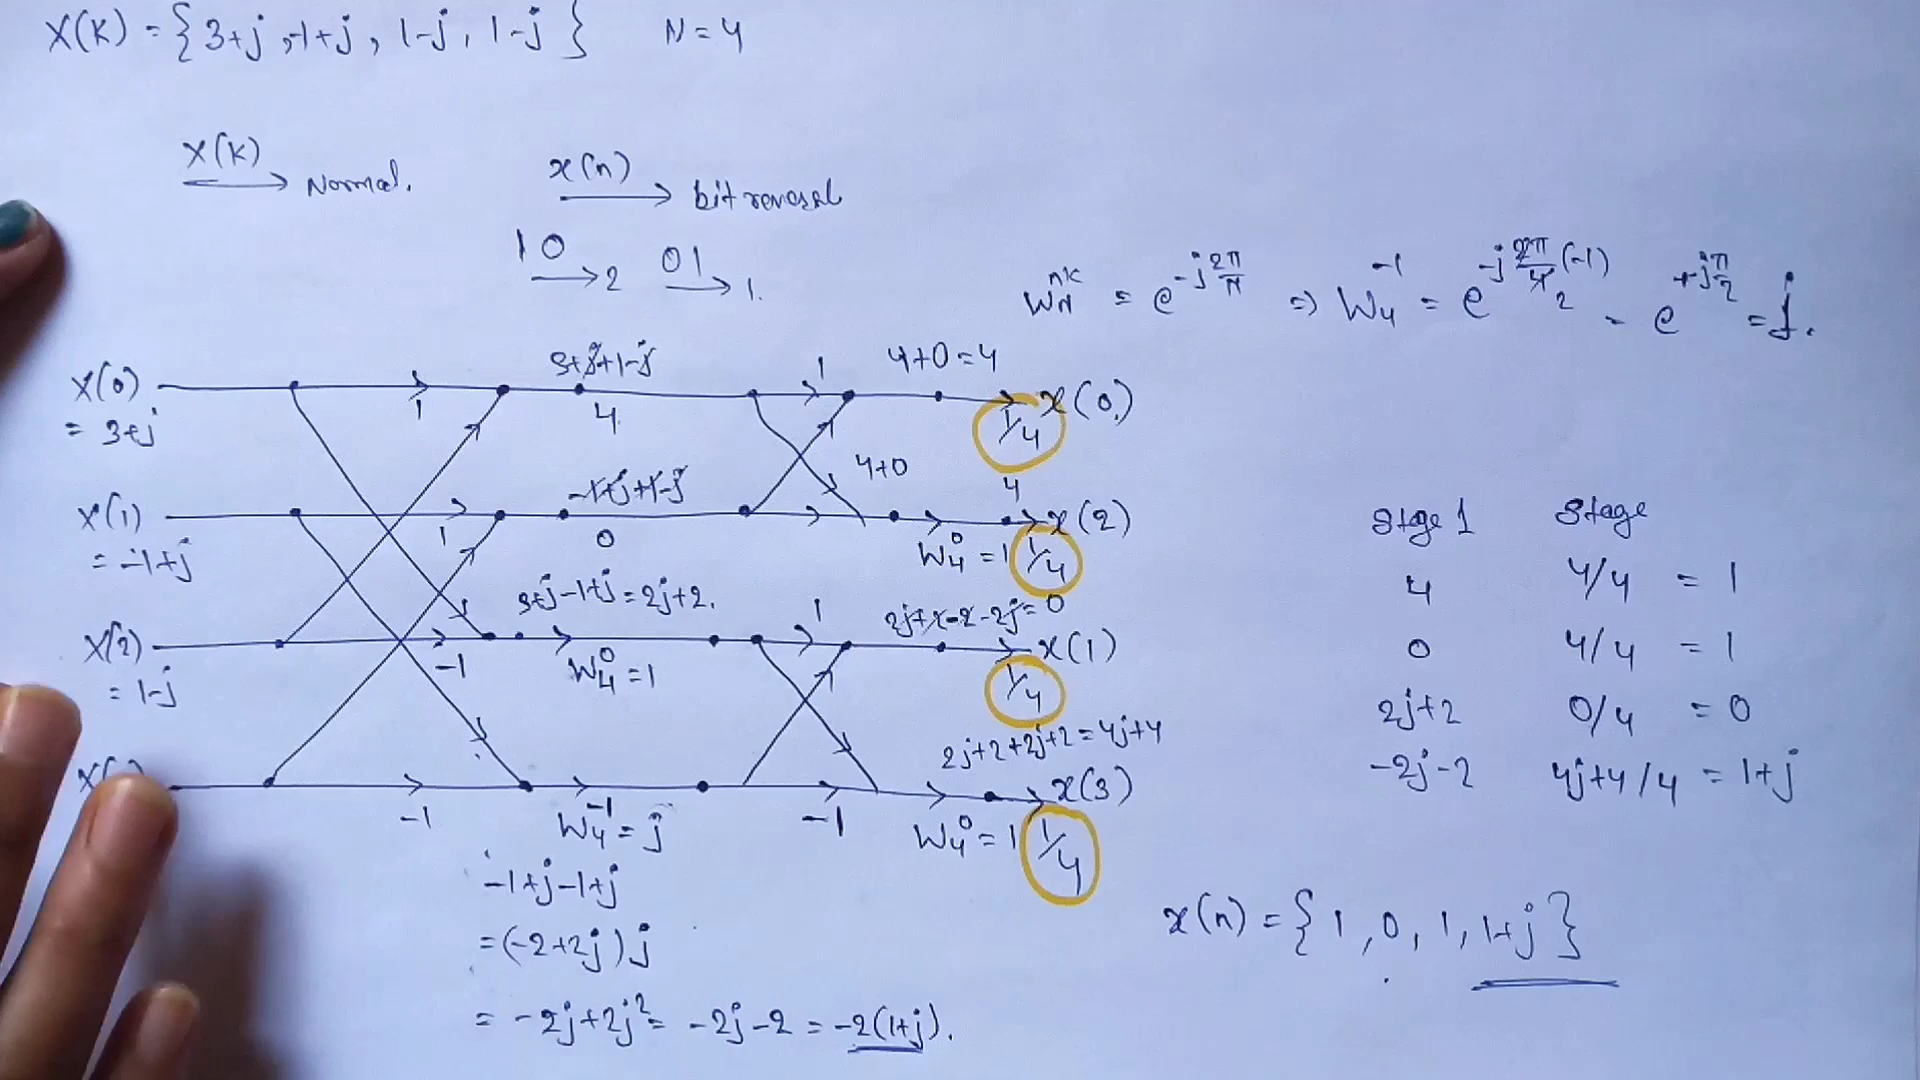 X(K) = { 3+j, -1+j, 1-j, 1-j }   N=4
X(K) → Normal.   x(n) → bit reversal
10 → 2   01 → 1.
W_N^nk = e^-j2π/N ⇒ W_4^-1 = e^-j2π/4(-1) = e^+jπ/2 = j.
X(0) = 3+j
3+j+1-j
4
1
1
4+0=4
1/4
x(0)
X(1) = -1+j
-1+j+1-j
0
1
4+0
4
W_4^0 = 1
1/4
x(2)
X(2) = 1-j
3+j-1+j = 2j+2.
-1
W_4^0 = 1
1
2j+2-2-2j=0
1/4
x(1)
-1
W_4^-1 = j
-1
2j+2+2j+2=4j+4
W_4^0 = 1
1/4
x(3)
-1+j-1+j
=(-2+2j)j
= -2j+2j² = -2j-2 = -2(1+j).
Stage 1   Stage
4   4/4 = 1
0   4/4 = 1
2j+2   0/4 = 0
-2j-2   4j+4/4 = 1+j
x(n) = { 1, 0, 1, 1+j }